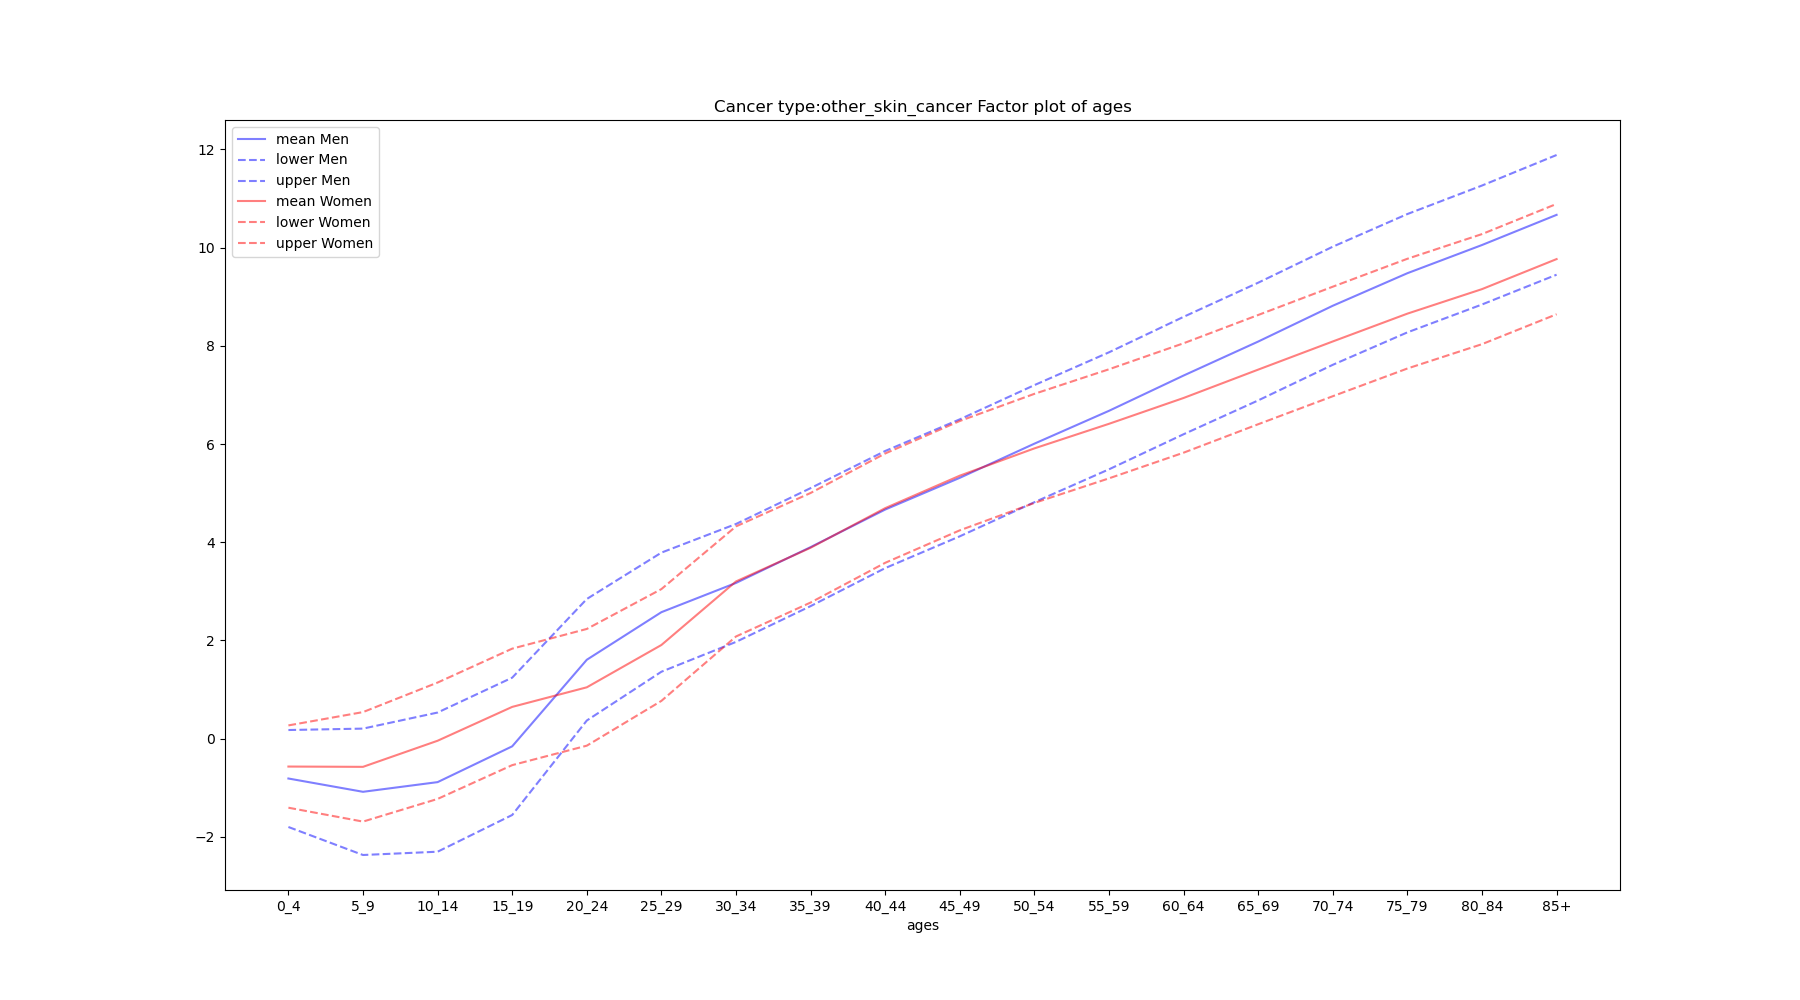 Cancer type:other_skin_cancer Factor plot of ages
mean Men
lower Men
upper Men
mean Women
lower Women
upper Women
12
10
8
6
4
2
0
−2
0_4 5_9 10_14 15_19 20_24 25_29 30_34 35_39 40_44 45_49 50_54 55_59 60_64 65_69 70_74 75_79 80_84 85+
ages